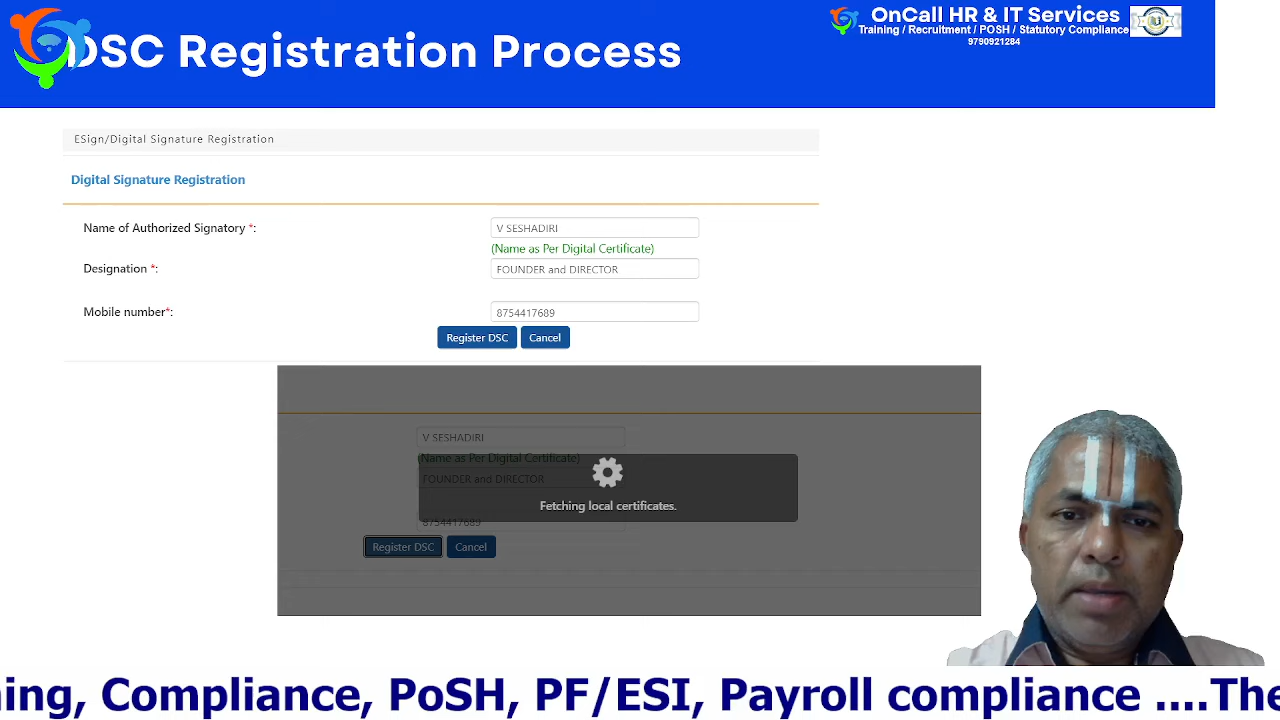 DSC Registration Process
OnCall HR & IT Services
Training / Recruitment / POSH / Statutory Compliance
9790921284
ESign/Digital Signature Registration
Digital Signature Registration
Name of Authorized Signatory *:
V SESHADIRI
(Name as Per Digital Certificate)
Designation *:
FOUNDER and DIRECTOR
Mobile number*:
8754417689
Register DSC Cancel
V SESHADIRI
(Name as Per Digital Certificate)
FOUNDER and DIRECTOR
Fetching local certificates.
8754417689
Register DSC Cancel
ing, Compliance, PoSH, PF/ESI, Payroll compliance ....The